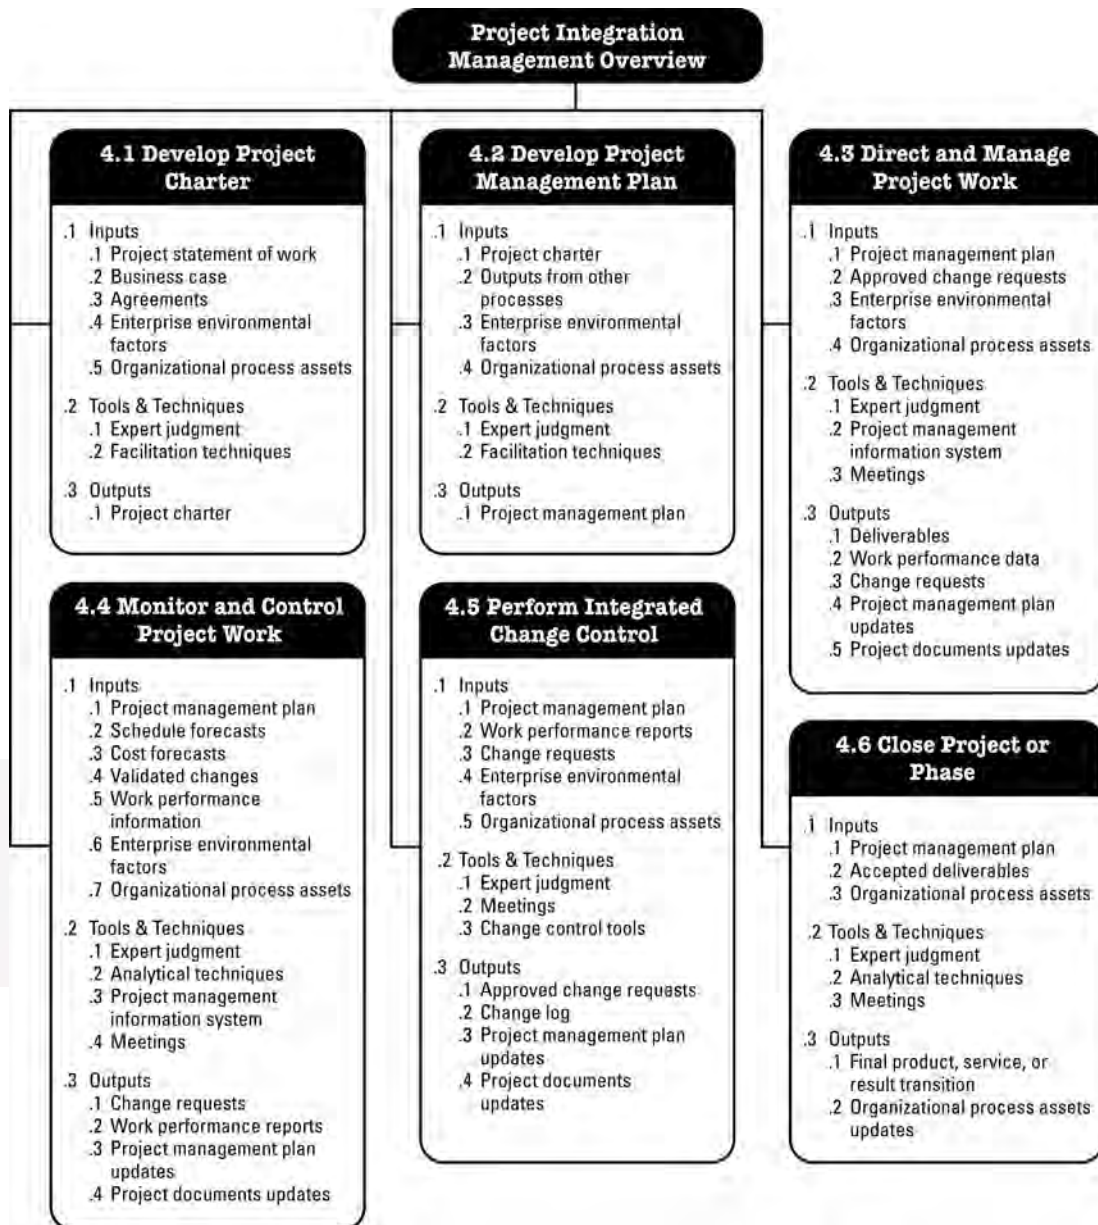 Project Integration
Management Overview
4.1 Develop Project
Charter
.1 Inputs
.1 Project statement of work
.2 Business case
.3 Agreements
.4 Enterprise environmental
factors
.5 Organizational process assets
.2 Tools & Techniques
.1 Expert judgment
.2 Facilitation techniques
.3 Outputs
.1 Project charter
4.2 Develop Project
Management Plan
.1 Inputs
.1 Project charter
.2 Outputs from other
processes
.3 Enterprise environmental
factors
.4 Organizational process assets
.2 Tools & Techniques
.1 Expert judgment
.2 Facilitation techniques
.3 Outputs
.1 Project management plan
4.3 Direct and Manage
Project Work
.1 Inputs
.1 Project management plan
.2 Approved change requests
.3 Enterprise environmental
factors
.4 Organizational process assets
.2 Tools & Techniques
.1 Expert judgment
.2 Project management
information system
.3 Meetings
.3 Outputs
.1 Deliverables
.2 Work performance data
.3 Change requests
.4 Project management plan
updates
.5 Project documents updates
4.4 Monitor and Control
Project Work
.1 Inputs
.1 Project management plan
.2 Schedule forecasts
.3 Cost forecasts
.4 Validated changes
.5 Work performance
information
.6 Enterprise environmental
factors
.7 Organizational process assets
.2 Tools & Techniques
.1 Expert judgment
.2 Analytical techniques
.3 Project management
information system
.4 Meetings
.3 Outputs
.1 Change requests
.2 Work performance reports
.3 Project management plan
updates
.4 Project documents updates
4.5 Perform Integrated
Change Control
.1 Inputs
.1 Project management plan
.2 Work performance reports
.3 Change requests
.4 Enterprise environmental
factors
.5 Organizational process assets
.2 Tools & Techniques
.1 Expert judgment
.2 Meetings
.3 Change control tools
.3 Outputs
.1 Approved change requests
.2 Change log
.3 Project management plan
updates
.4 Project documents
updates
4.6 Close Project or
Phase
.1 Inputs
.1 Project management plan
.2 Accepted deliverables
.3 Organizational process assets
.2 Tools & Techniques
.1 Expert judgment
.2 Analytical techniques
.3 Meetings
.3 Outputs
.1 Final product, service, or
result transition
.2 Organizational process assets
updates